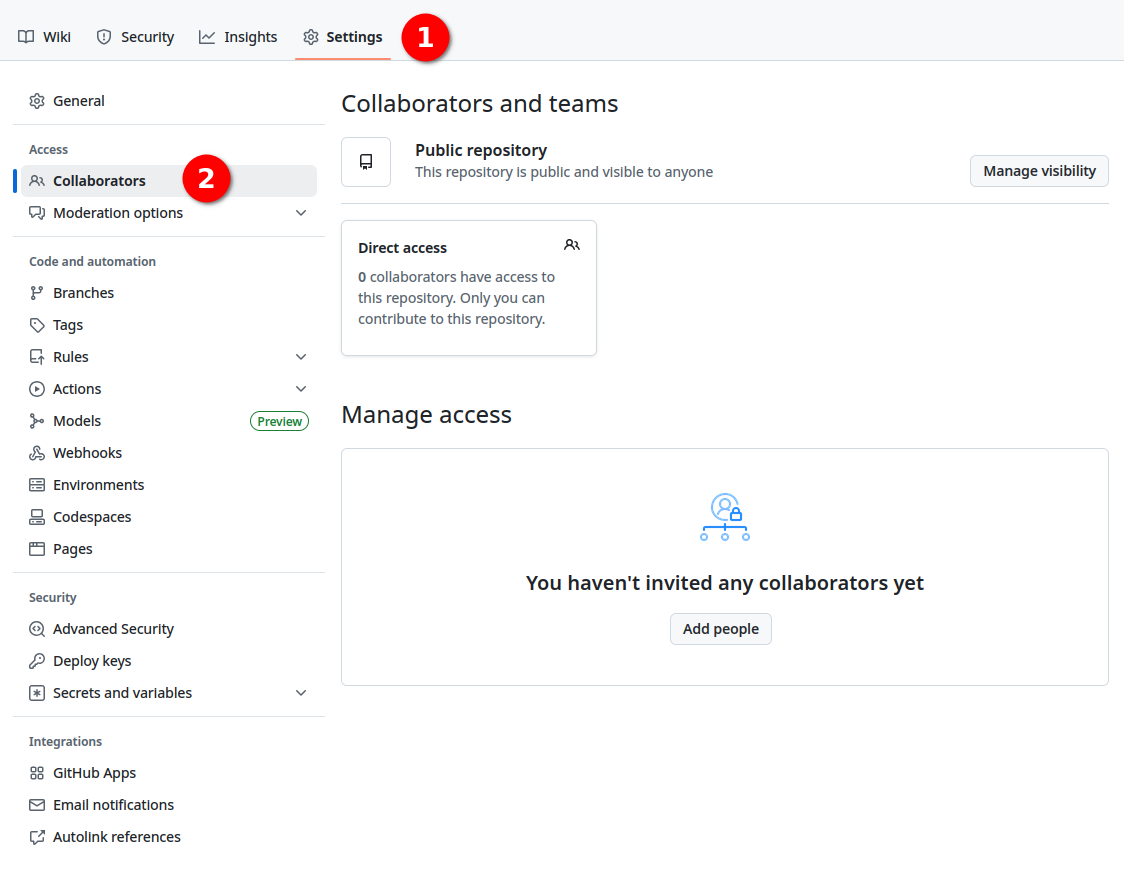 Wiki Security Insights Settings 1
General
Access
Collaborators 2
Moderation options
Code and automation
Branches
Tags
Rules
Actions
Models Preview
Webhooks
Environments
Codespaces
Pages
Security
Advanced Security
Deploy keys
Secrets and variables
Integrations
GitHub Apps
Email notifications
Autolink references
Collaborators and teams
Public repository
This repository is public and visible to anyone
Manage visibility
Direct access
0 collaborators have access to
this repository. Only you can
contribute to this repository.
Manage access
You haven't invited any collaborators yet
Add people